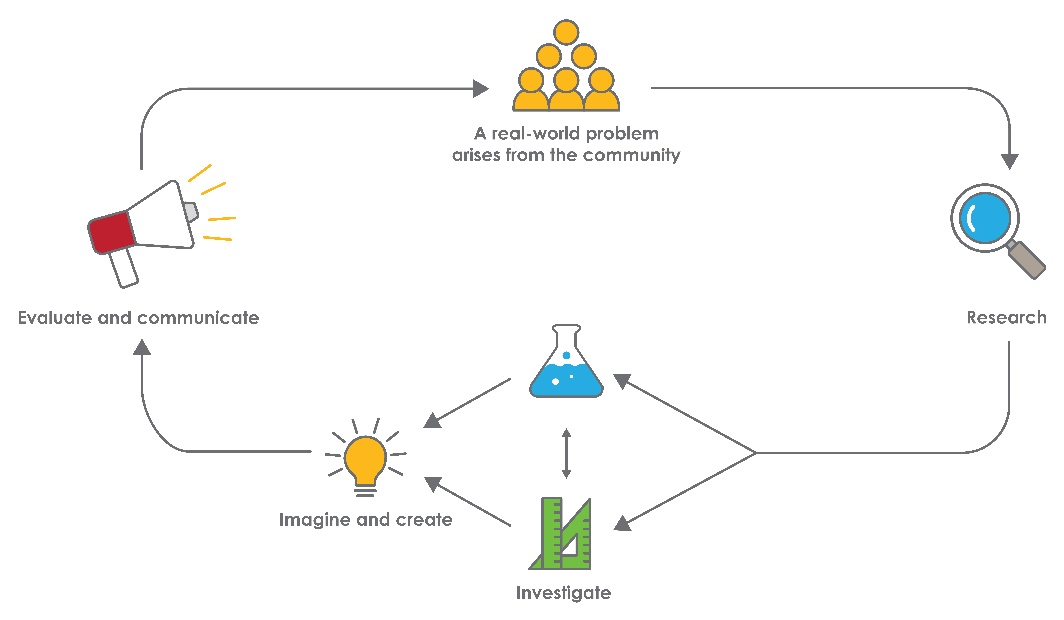 A real-world problem
arises from the community
Research
Evaluate and communicate
Imagine and create
Investigate